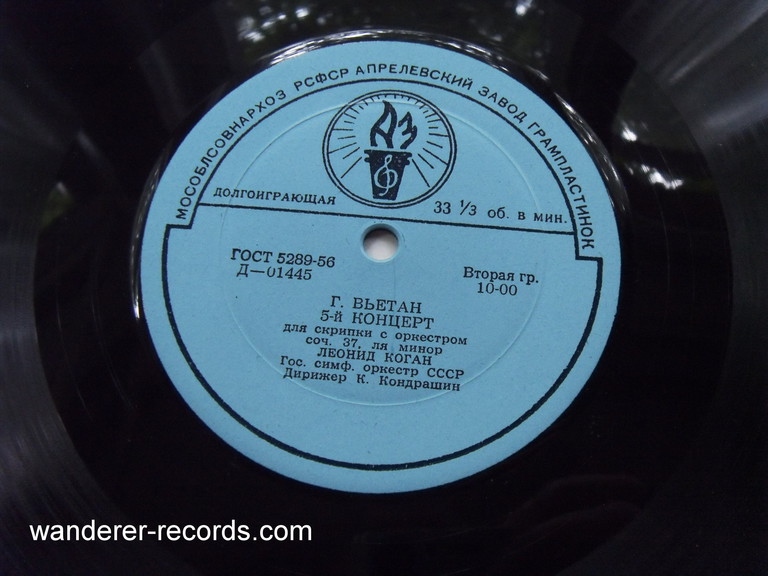 МОСОБЛСОВНАРХОЗ РСФСР АПРЕЛЕВСКИЙ ЗАВОД ГРАМПЛАСТИНОК
АЗ
ДОЛГОИГРАЮЩАЯ
33 ⅓ об. в мин.
ГОСТ 5289-56
Д—01445
Вторая гр.
10-00
Г. ВЬЕТАН
5-й КОНЦЕРТ
для скрипки с оркестром
соч. 37, ля минор
ЛЕОНИД КОГАН
Гос. симф. оркестр СССР
Дирижер К. Кондрашин
wanderer-records.com